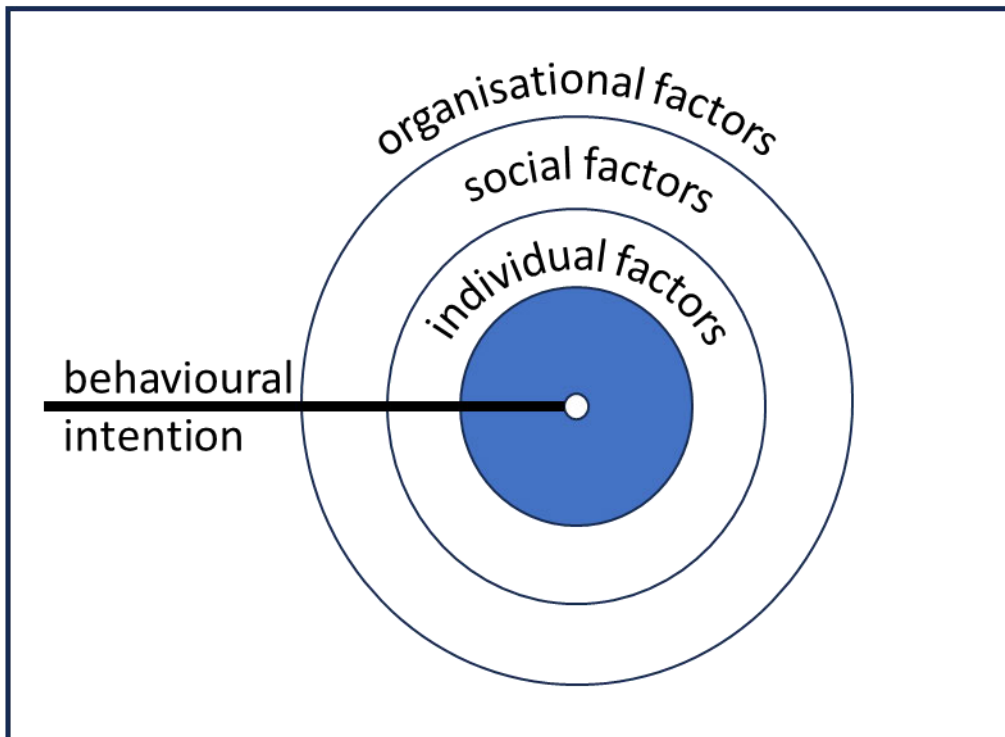 organisational factors
social factors
individual factors
behavioural
intention